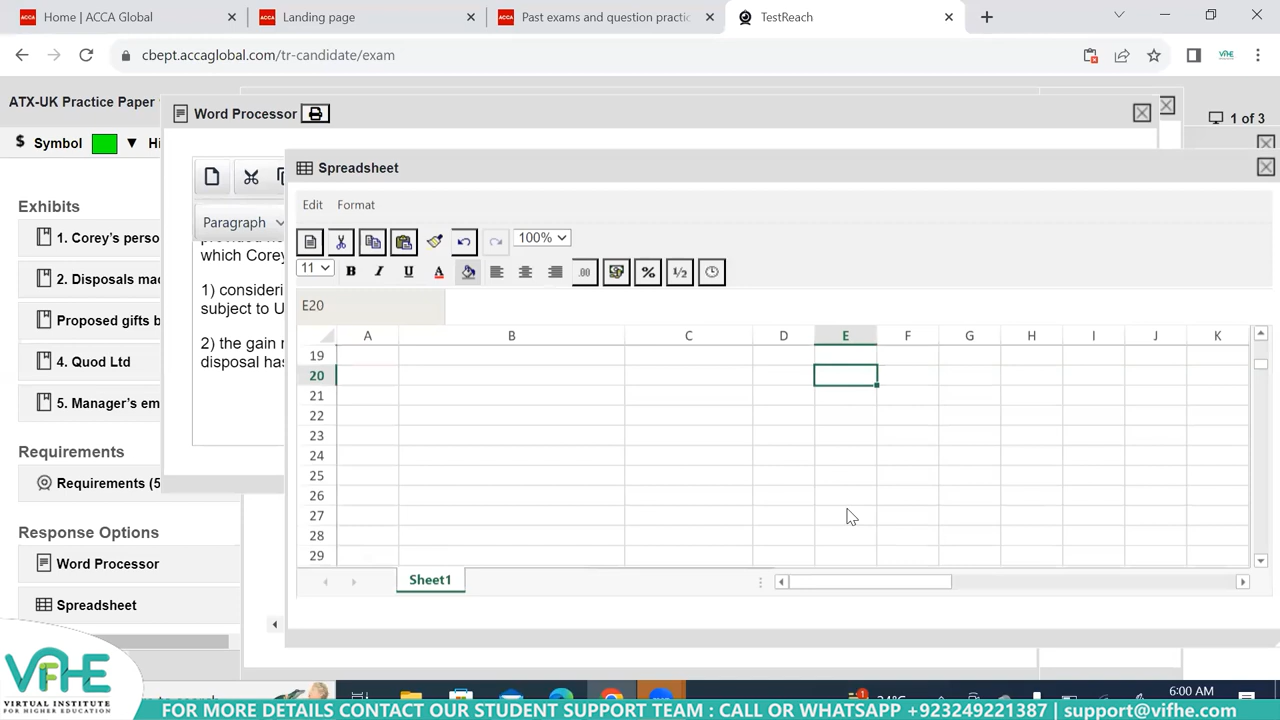 Home | ACCA Global
Landing page
Past exams and question practic
TestReach
cbept.accaglobal.com/tr-candidate/exam
ATX-UK Practice Paper
Word Processor
1 of 3
$ Symbol
Hi
Spreadsheet
Exhibits
Edit Format
Paragraph
1. Corey's perso
which Corey
100%
11
B I U A .00 % 1/2
2. Disposals mad
1) consideri
subject to U
E20
Proposed gifts b
A B C D E F G H I J K
2) the gain r
disposal has
4. Quod Ltd
5. Manager's em
19
20
21
22
23
24
25
26
27
28
29
Requirements
Requirements (5
Response Options
Word Processor
Spreadsheet
Sheet1
VIFHE
VIRTUAL INSTITUTE
FOR HIGHER EDUCATION
to search
6:00 AM
FOR MORE DETAILS CONTACT OUR STUDENT SUPPORT TEAM : CALL OR WHATSAPP +923249221387 | support@vifhe.com